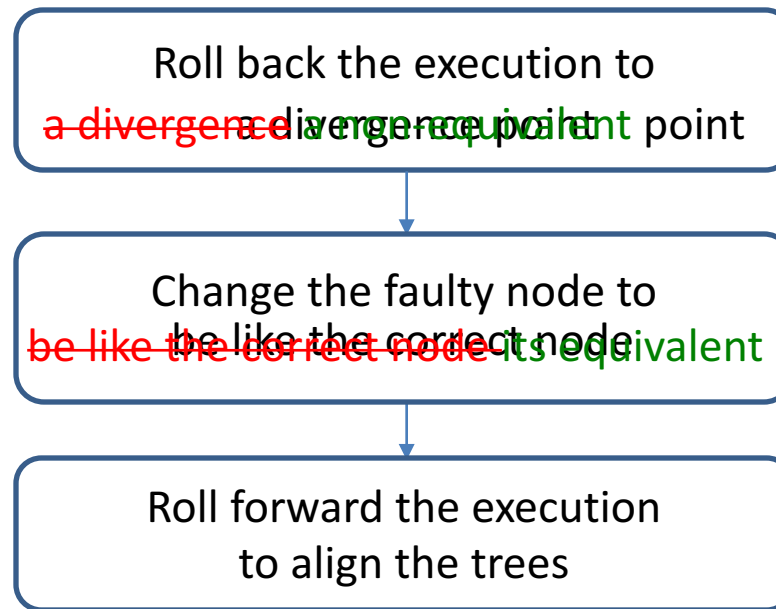 Roll back the execution to
a divergence a divergence point a non-equivalent point
Change the faulty node to
be like the correct node
be like the correct node its equivalent
Roll forward the execution
to align the trees